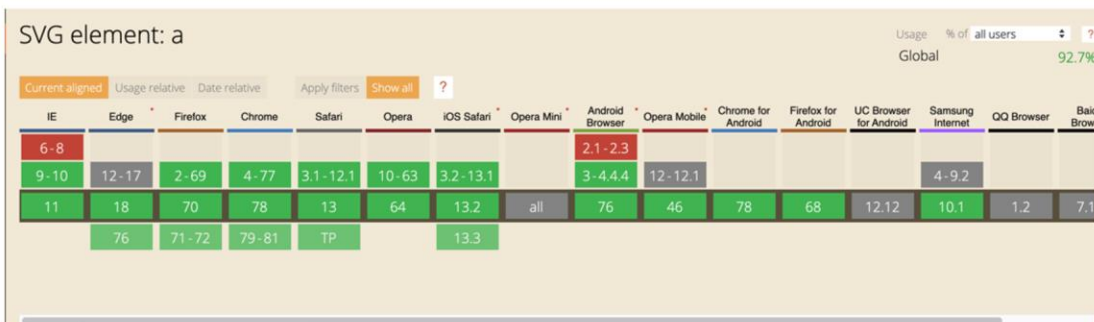 SVG element: a
Usage % of all users ?
Global 92.7%
Current aligned Usage relative Date relative Apply filters Show all ?
IE Edge * Firefox Chrome Safari Opera iOS Safari * Opera Mini * Android Browser * Opera Mobile * Chrome for Android Firefox for Android UC Browser for Android Samsung Internet QQ Browser
6-8 2.1-2.3
9-10 12-17 2-69 4-77 3.1-12.1 10-63 3.2-13.1 3-4.4.4 12-12.1 4-9.2
11 18 70 78 13 64 13.2 all 76 46 78 68 12.12 10.1 1.2 7.1
76 71-72 79-81 TP 13.3